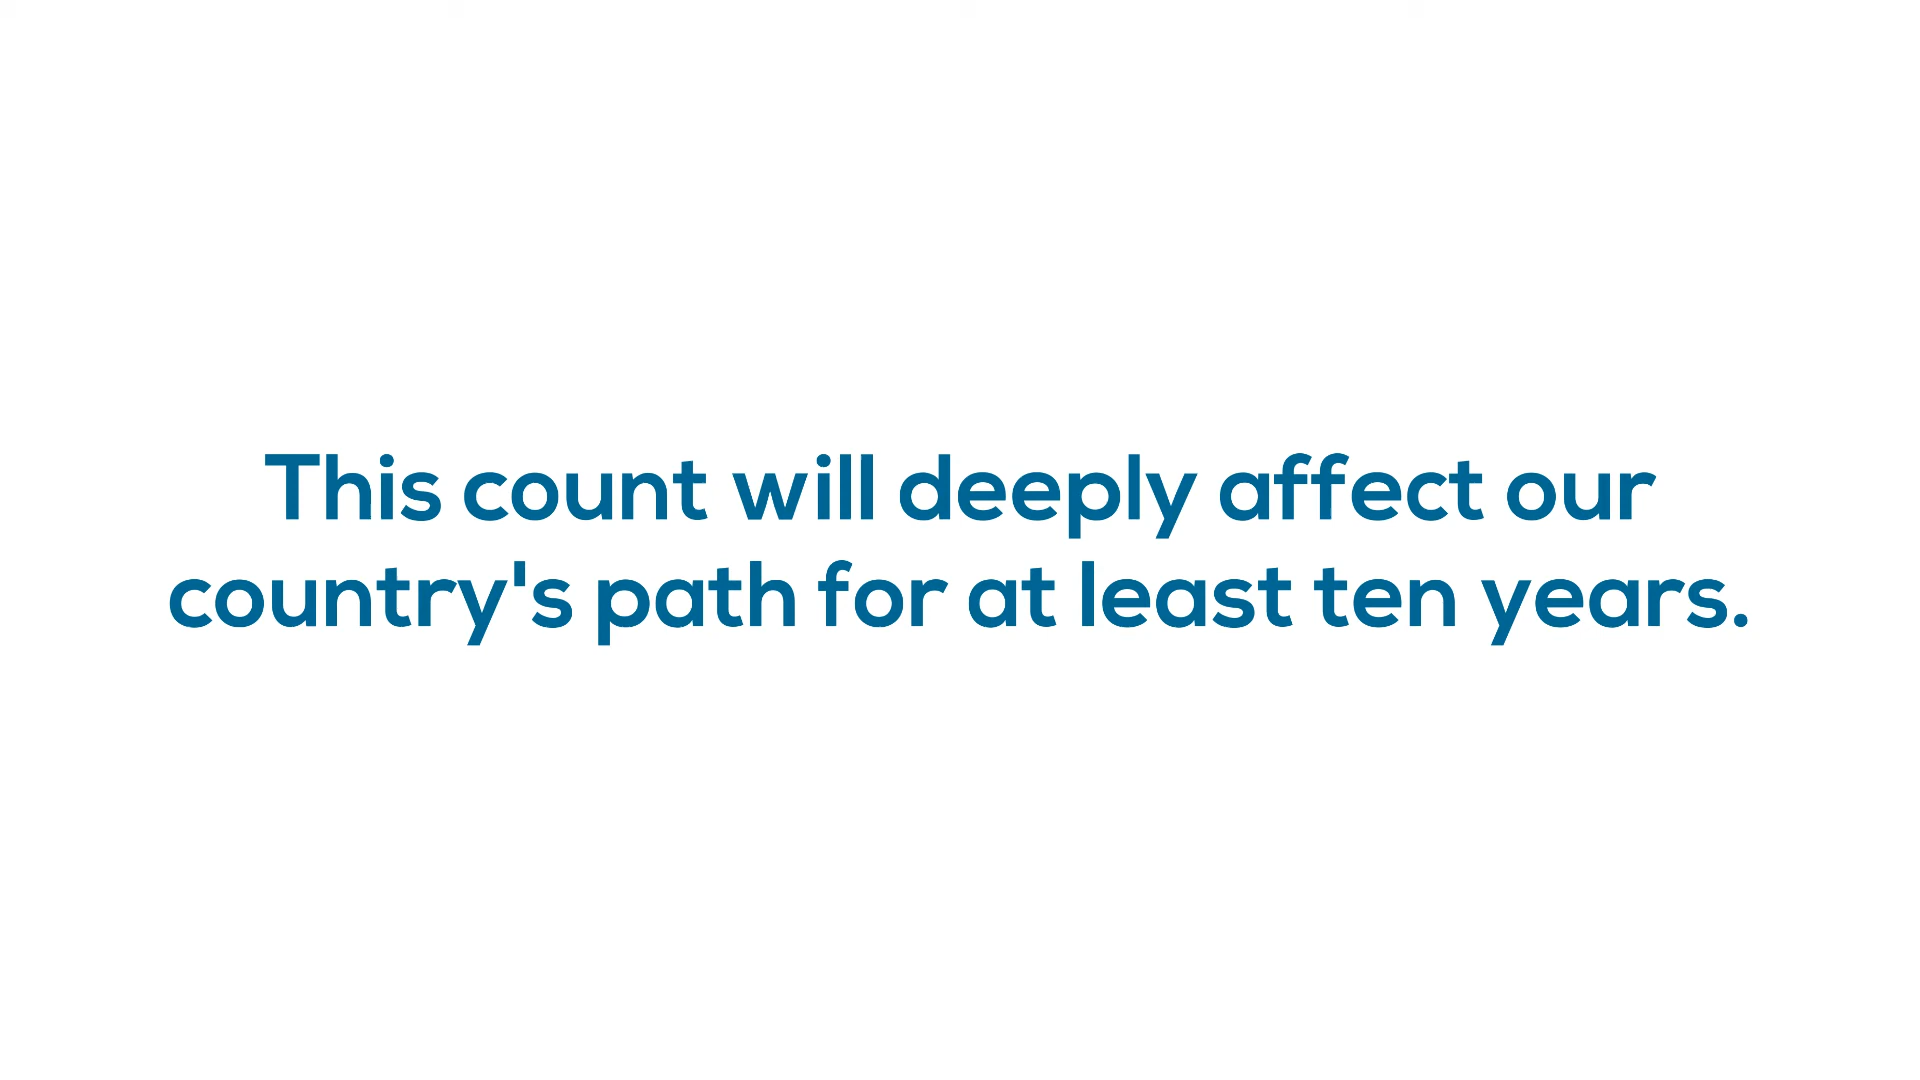 This count will deeply affect our
country's path for at least ten years.